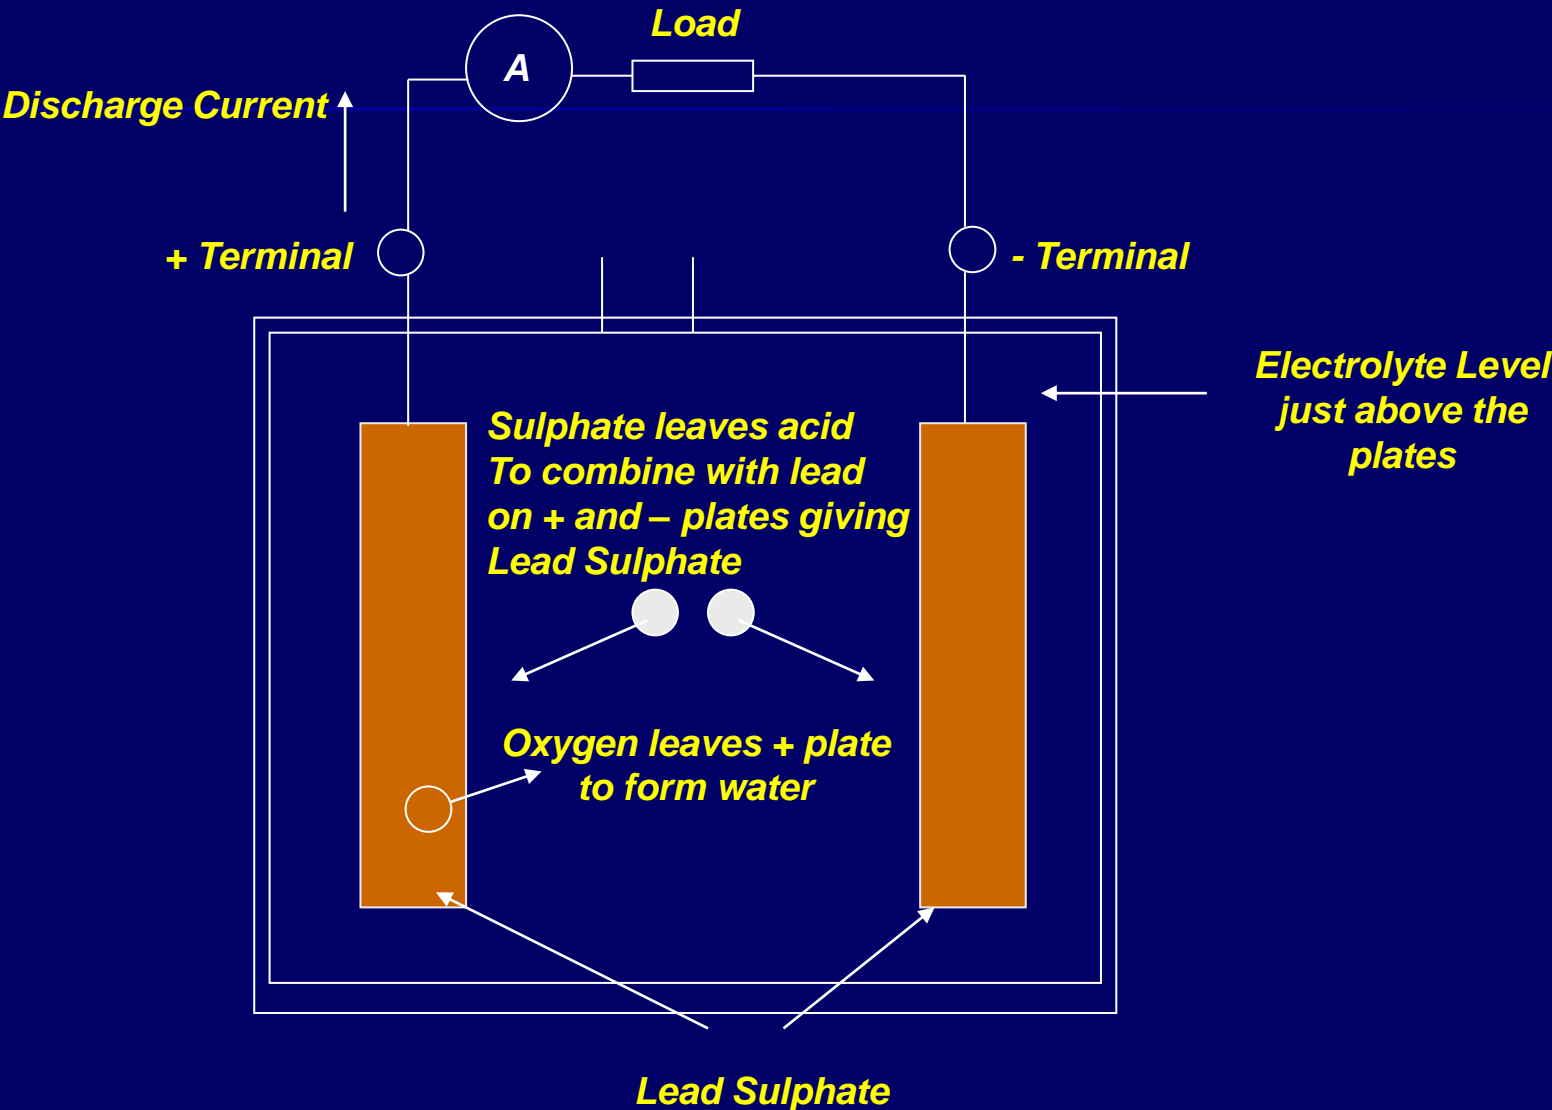 Load
A
Discharge Current
+ Terminal
- Terminal
Electrolyte Level
just above the
plates
Sulphate leaves acid
To combine with lead
on + and – plates giving
Lead Sulphate
Oxygen leaves + plate
to form water
Lead Sulphate